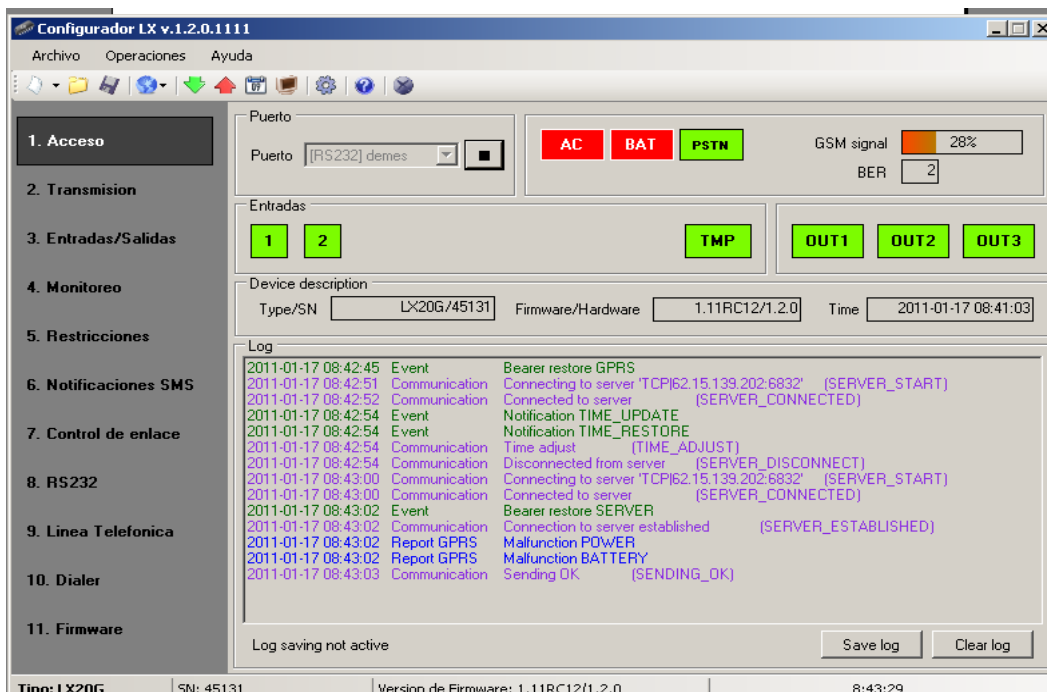 Configurador LX v.1.2.0.1111
Archivo Operaciones Ayuda
1. Acceso
2. Transmision
3. Entradas/Salidas
4. Monitoreo
5. Restricciones
6. Notificaciones SMS
7. Control de enlace
8. RS232
9. Linea Telefonica
10. Dialer
11. Firmware
Puerto
Puerto [RS232] demes
AC BAT PSTN
GSM signal 28%
BER 2
Entradas
1 2 TMP
OUT1 OUT2 OUT3
Device description
Type/SN LX20G/45131 Firmware/Hardware 1.11RC12/1.2.0 Time 2011-01-17 08:41:03
Log
2011-01-17 08:42:45 Event Bearer restore GPRS
2011-01-17 08:42:51 Communication Connecting to server 'TCP|62.15.139.202:6832' (SERVER_START)
2011-01-17 08:42:52 Communication Connected to server (SERVER_CONNECTED)
2011-01-17 08:42:54 Event Notification TIME_UPDATE
2011-01-17 08:42:54 Event Notification TIME_RESTORE
2011-01-17 08:42:54 Communication Time adjust (TIME_ADJUST)
2011-01-17 08:42:54 Communication Disconnected from server (SERVER_DISCONNECT)
2011-01-17 08:43:00 Communication Connecting to server 'TCP|62.15.139.202:6832' (SERVER_START)
2011-01-17 08:43:00 Communication Connected to server (SERVER_CONNECTED)
2011-01-17 08:43:02 Event Bearer restore SERVER
2011-01-17 08:43:02 Communication Connection to server established (SERVER_ESTABLISHED)
2011-01-17 08:43:02 Report GPRS Malfunction POWER
2011-01-17 08:43:02 Report GPRS Malfunction BATTERY
2011-01-17 08:43:03 Communication Sending OK (SENDING_OK)
Log saving not active Save log Clear log
Tipo: LX20G SN: 45131 Version de Firmware: 1.11RC12/1.2.0 8:43:29